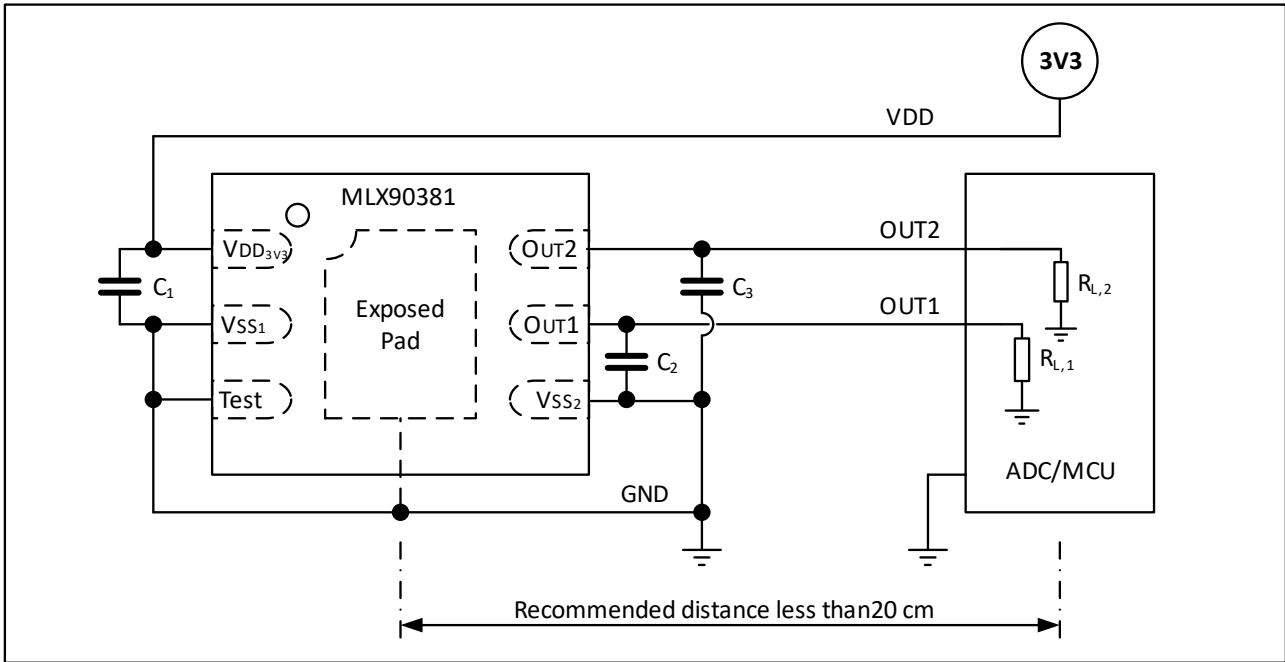 3V3
VDD
MLX90381
VDD3V3
OUT2
OUT2
C1
C3
RL,2
Exposed
Pad
VSS1
OUT1
OUT1
C2
RL,1
Test
VSS2
ADC/MCU
GND
Recommended distance less than20 cm